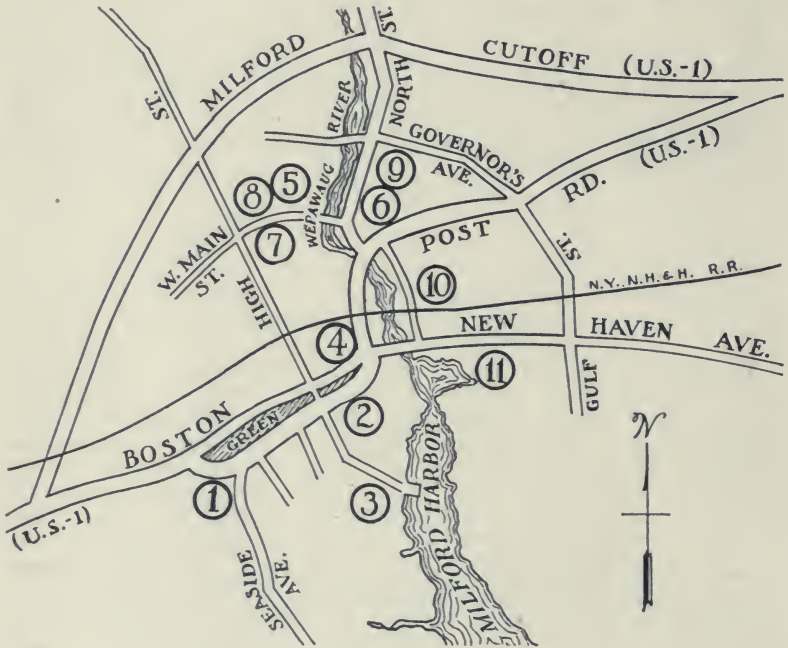 ST.
MILFORD CUTOFF (U.S.-1)
ST.
NORTH
RIVER
WEPAWAUG
GOVERNOR'S
AVE.
BOSTON POST RD. (U.S.-1)
8
5
9
6
7
W. MAIN
ST.
HIGH
ST.
GULF
10
N.Y. N.H. & H. R.R.
NEW HAVEN AVE.
4
11
GREEN
2
1
3
(U.S.-1)
SEASIDE
AVE.
MILFORD HARBOR
N